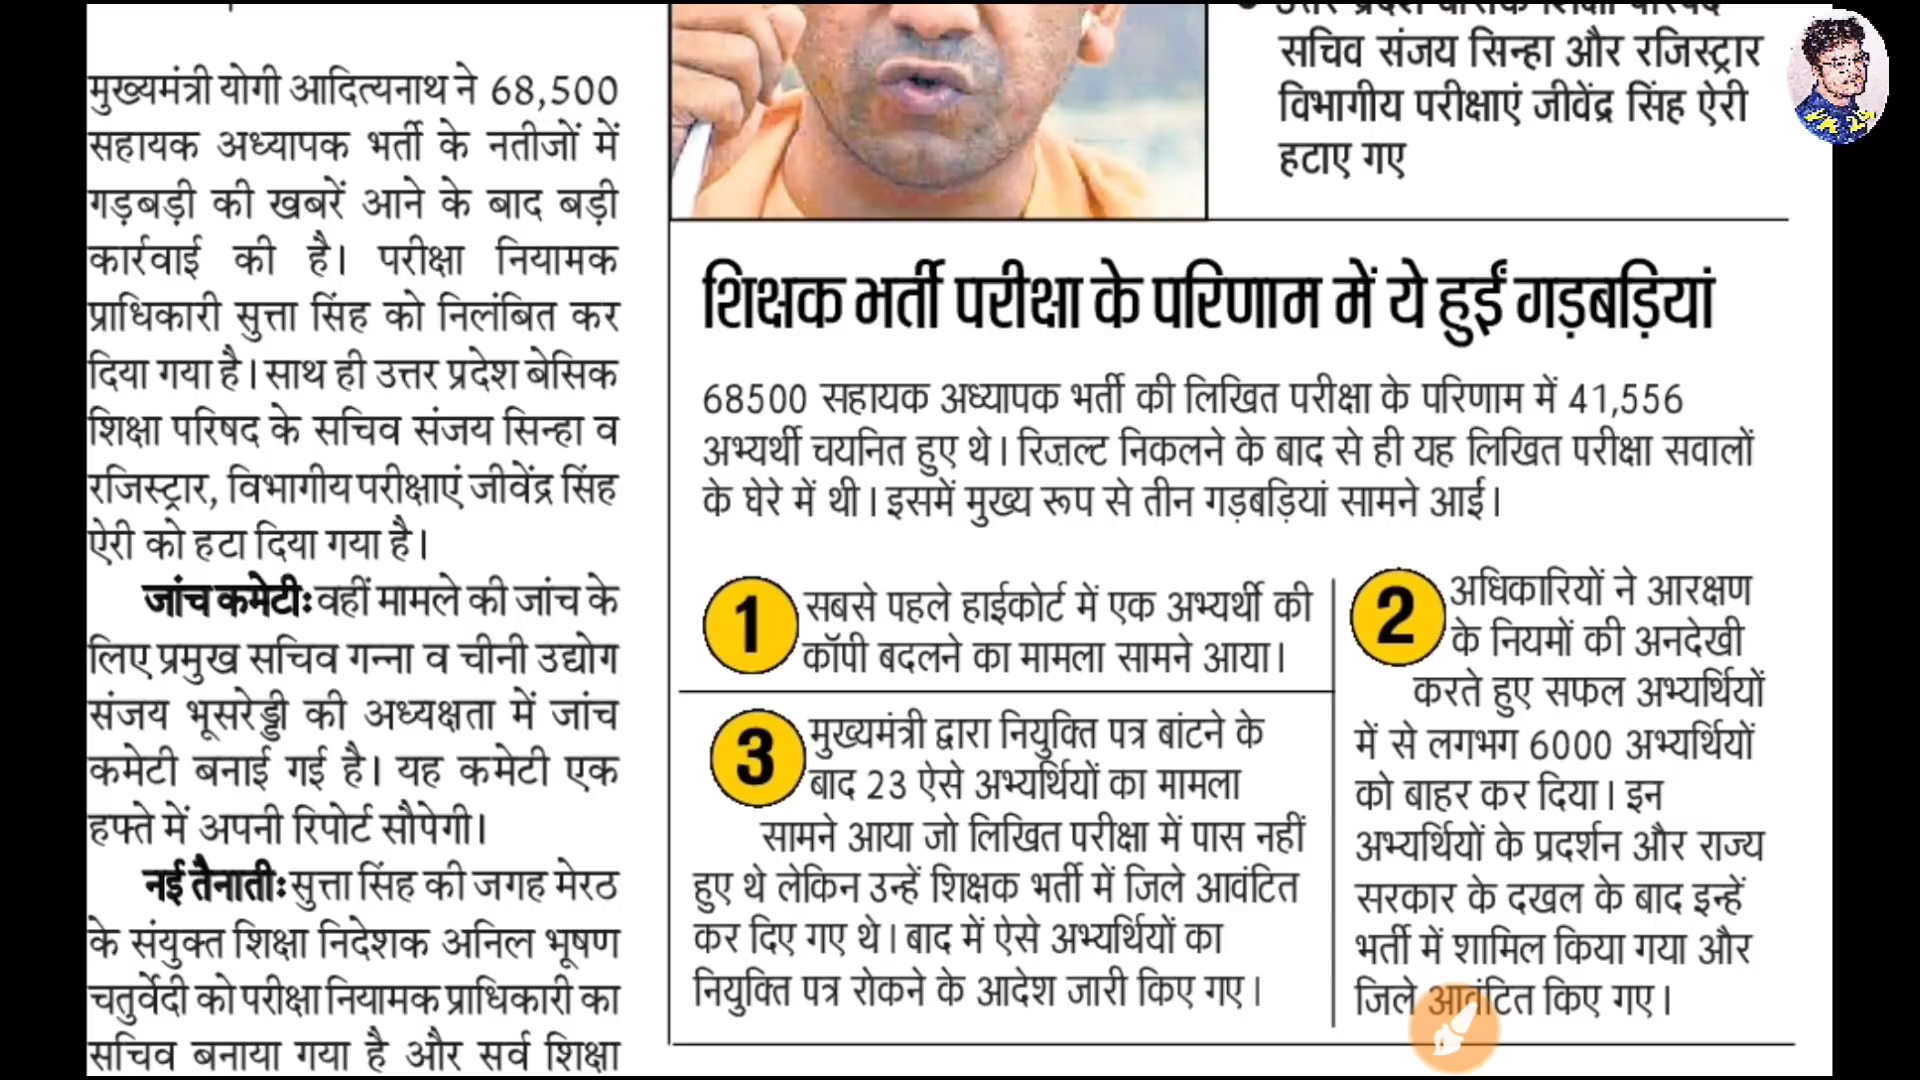 मुख्यमंत्री योगी आदित्यनाथ ने 68,500
सहायक अध्यापक भर्ती के नतीजों में
गड़बड़ी की खबरें आने के बाद बड़ी
कार्रवाई की है। परीक्षा नियामक
प्राधिकारी सुत्ता सिंह को निलंबित कर
दिया गया है। साथ ही उत्तर प्रदेश बेसिक
शिक्षा परिषद के सचिव संजय सिन्हा व
रजिस्ट्रार, विभागीय परीक्षाएं जीवेंद्र सिंह
ऐरी को हटा दिया गया है।
जांच कमेटीः वहीं मामले की जांच के
लिए प्रमुख सचिव गन्ना व चीनी उद्योग
संजय भूसरेड्डी की अध्यक्षता में जांच
कमेटी बनाई गई है। यह कमेटी एक
हफ्ते में अपनी रिपोर्ट सौपेगी।
नई तैनातीः सुत्ता सिंह की जगह मेरठ
के संयुक्त शिक्षा निदेशक अनिल भूषण
चतुर्वेदी को परीक्षा नियामक प्राधिकारी का
सचिव बनाया गया है और सर्व शिक्षा
उत्तर प्रदेश बेसिक शिक्षा परिषद
सचिव संजय सिन्हा और रजिस्ट्रार
विभागीय परीक्षाएं जीवेंद्र सिंह ऐरी
हटाए गए
शिक्षक भर्ती परीक्षा के परिणाम में ये हुईं गड़बड़ियां
68500 सहायक अध्यापक भर्ती की लिखित परीक्षा के परिणाम में 41,556
अभ्यर्थी चयनित हुए थे। रिज़ल्ट निकलने के बाद से ही यह लिखित परीक्षा सवालों
के घेरे में थी। इसमें मुख्य रूप से तीन गड़बड़ियां सामने आईं।
1 सबसे पहले हाईकोर्ट में एक अभ्यर्थी की
कॉपी बदलने का मामला सामने आया।
2 अधिकारियों ने आरक्षण
के नियमों की अनदेखी
करते हुए सफल अभ्यर्थियों
में से लगभग 6000 अभ्यर्थियों
को बाहर कर दिया। इन
अभ्यर्थियों के प्रदर्शन और राज्य
सरकार के दखल के बाद इन्हें
भर्ती में शामिल किया गया और
जिले आवंटित किए गए।
3 मुख्यमंत्री द्वारा नियुक्ति पत्र बांटने के
बाद 23 ऐसे अभ्यर्थियों का मामला
सामने आया जो लिखित परीक्षा में पास नहीं
हुए थे लेकिन उन्हें शिक्षक भर्ती में जिले आवंटित
कर दिए गए थे। बाद में ऐसे अभ्यर्थियों का
नियुक्ति पत्र रोकने के आदेश जारी किए गए।